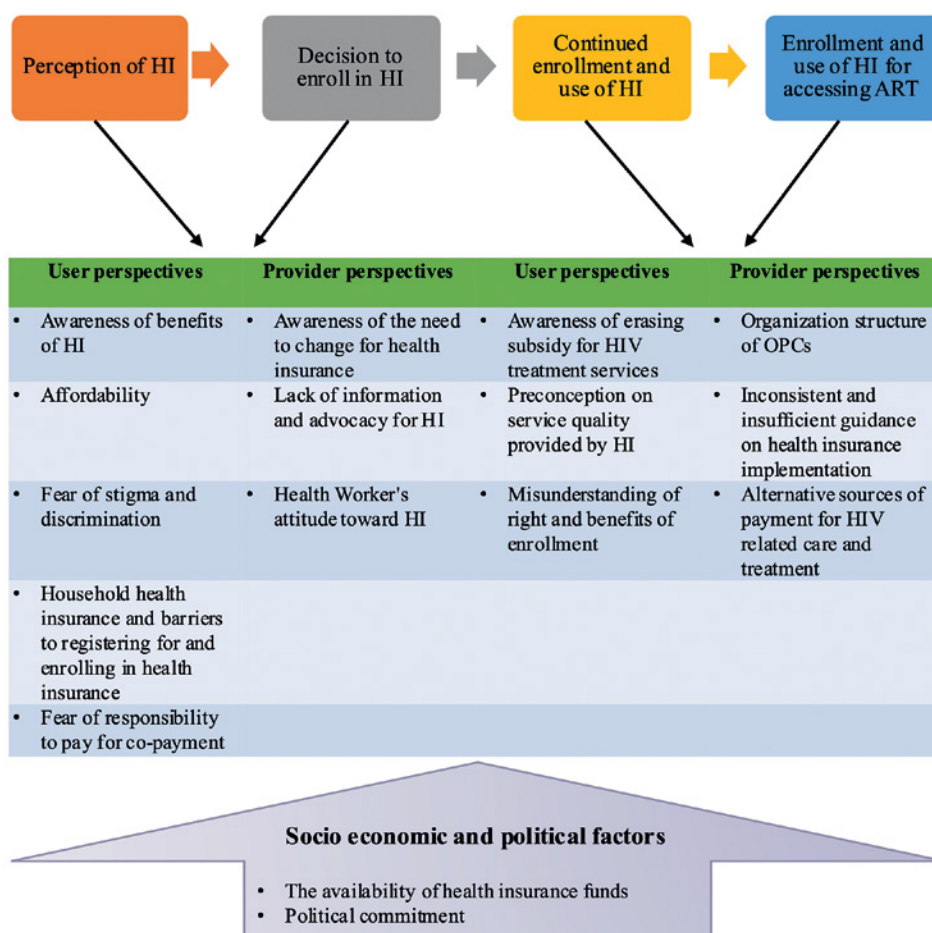 Perception of HI
Decision to
enroll in HI
Continued
enrollment and
use of HI
Enrollment and
use of HI for
accessing ART
User perspectives
Provider perspectives
User perspectives
Provider perspectives
• Awareness of benefits
of HI
• Awareness of the need
to change for health
insurance
• Awareness of erasing
subsidy for HIV
treatment services
• Organization structure
of OPCs
• Affordability
• Lack of information
and advocacy for HI
• Preconception on
service quality
provided by HI
• Inconsistent and
insufficient guidance
on health insurance
implementation
• Fear of stigma and
discrimination
• Health Worker's
attitude toward HI
• Misunderstanding of
right and benefits of
enrollment
• Alternative sources of
payment for HIV
related care and
treatment
• Household health
insurance and barriers
to registering for and
enrolling in health
insurance
• Fear of responsibility
to pay for co-payment
Socio economic and political factors
• The availability of health insurance funds
• Political commitment